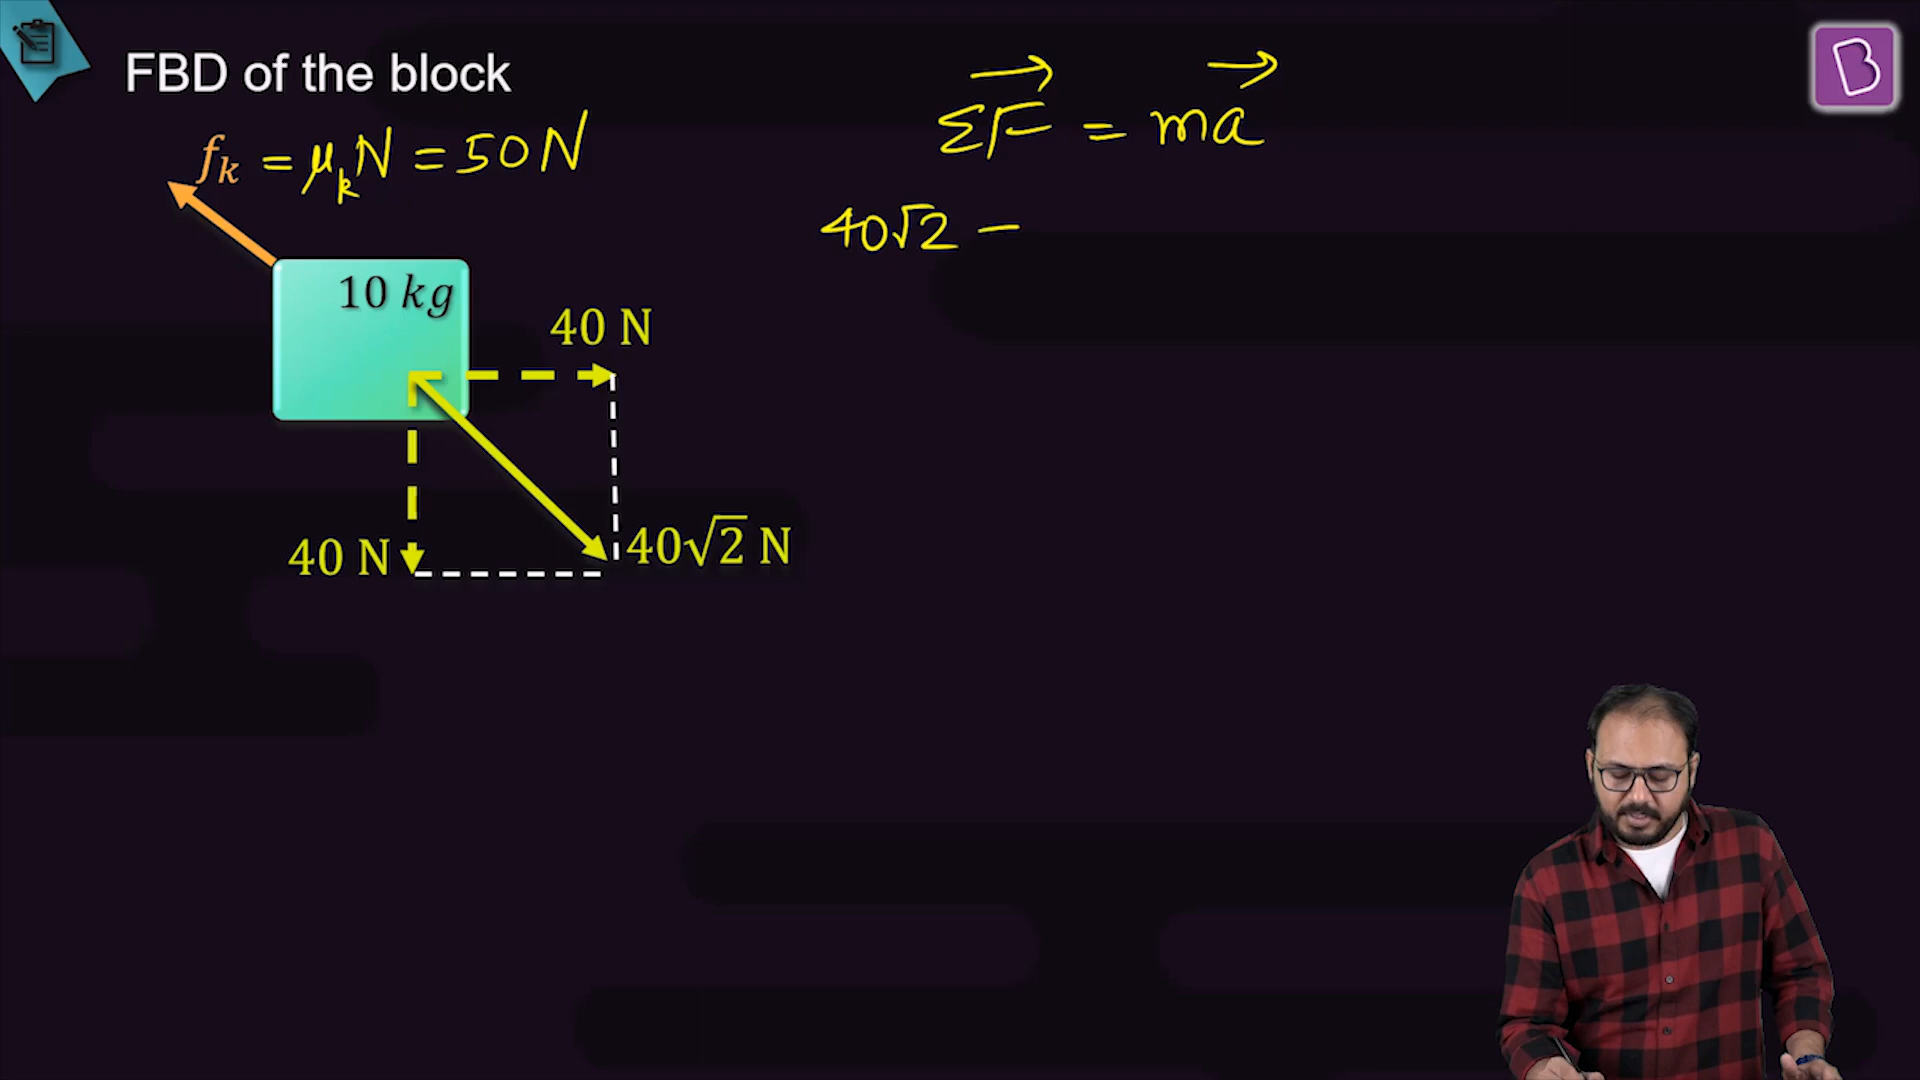 FBD of the block
f_k = μ_k N = 50 N
ΣF⃗ = ma⃗
40√2 −
10 kg
40 N
40 N
40√2 N
B